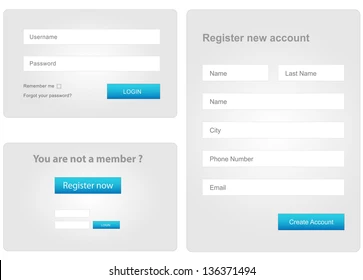 Username
Password
Remember me
Forgot your password?
LOGIN
You are not a member ?
Register now
Login
Register new account
Name
Last Name
Name
City
Phone Number
Email
Create Account
shutterstock.com · 136371494